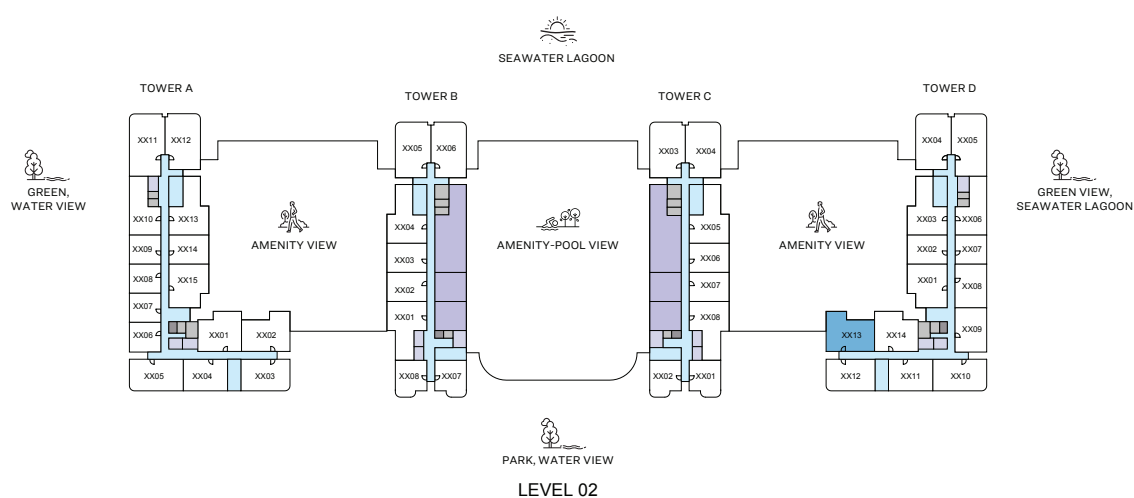 SEAWATER LAGOON
TOWER A
TOWER B
TOWER C
TOWER D
XX11
XX12
XX05
XX06
XX03
XX04
XX04
XX05
GREEN,
WATER VIEW
GREEN VIEW,
SEAWATER LAGOON
XX10
XX13
XX09
XX14
XX08
XX15
XX07
XX06
XX01
XX02
XX05
XX04
XX03
AMENITY VIEW
XX04
XX03
XX02
XX01
XX08
XX07
AMENITY-POOL VIEW
XX05
XX06
XX07
XX08
XX02
XX01
AMENITY VIEW
XX03
XX06
XX02
XX07
XX01
XX08
XX09
XX13
XX14
XX12
XX11
XX10
PARK, WATER VIEW
LEVEL 02